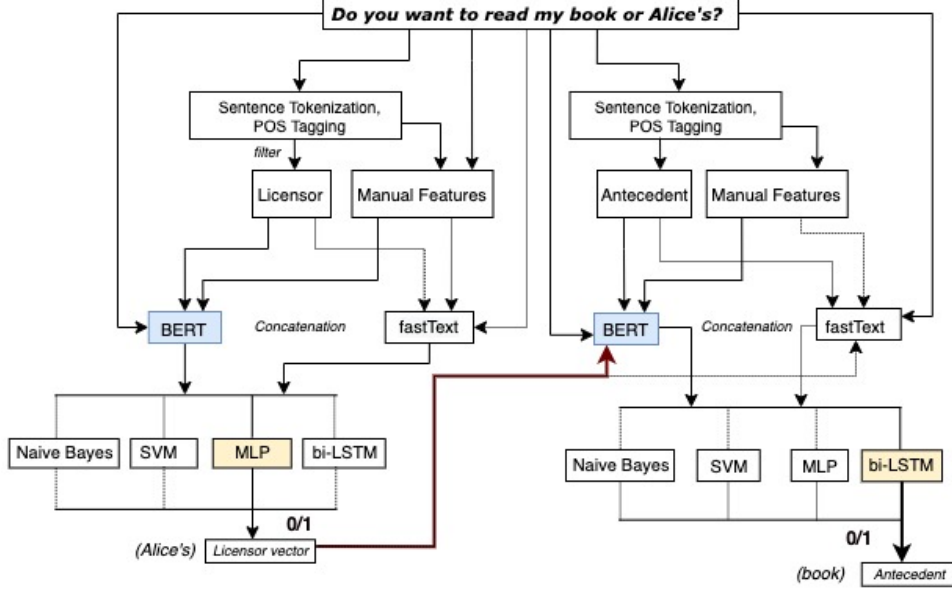 Do you want to read my book or Alice's?
Sentence Tokenization,
POS Tagging
filter
Licensor
Manual Features
BERT
Concatenation
fastText
Naive Bayes
SVM
MLP
bi-LSTM
0/1
(Alice's)
Licensor vector
Sentence Tokenization,
POS Tagging
Antecedent
Manual Features
BERT
Concatenation
fastText
Naive Bayes
SVM
MLP
bi-LSTM
0/1
(book)
Antecedent